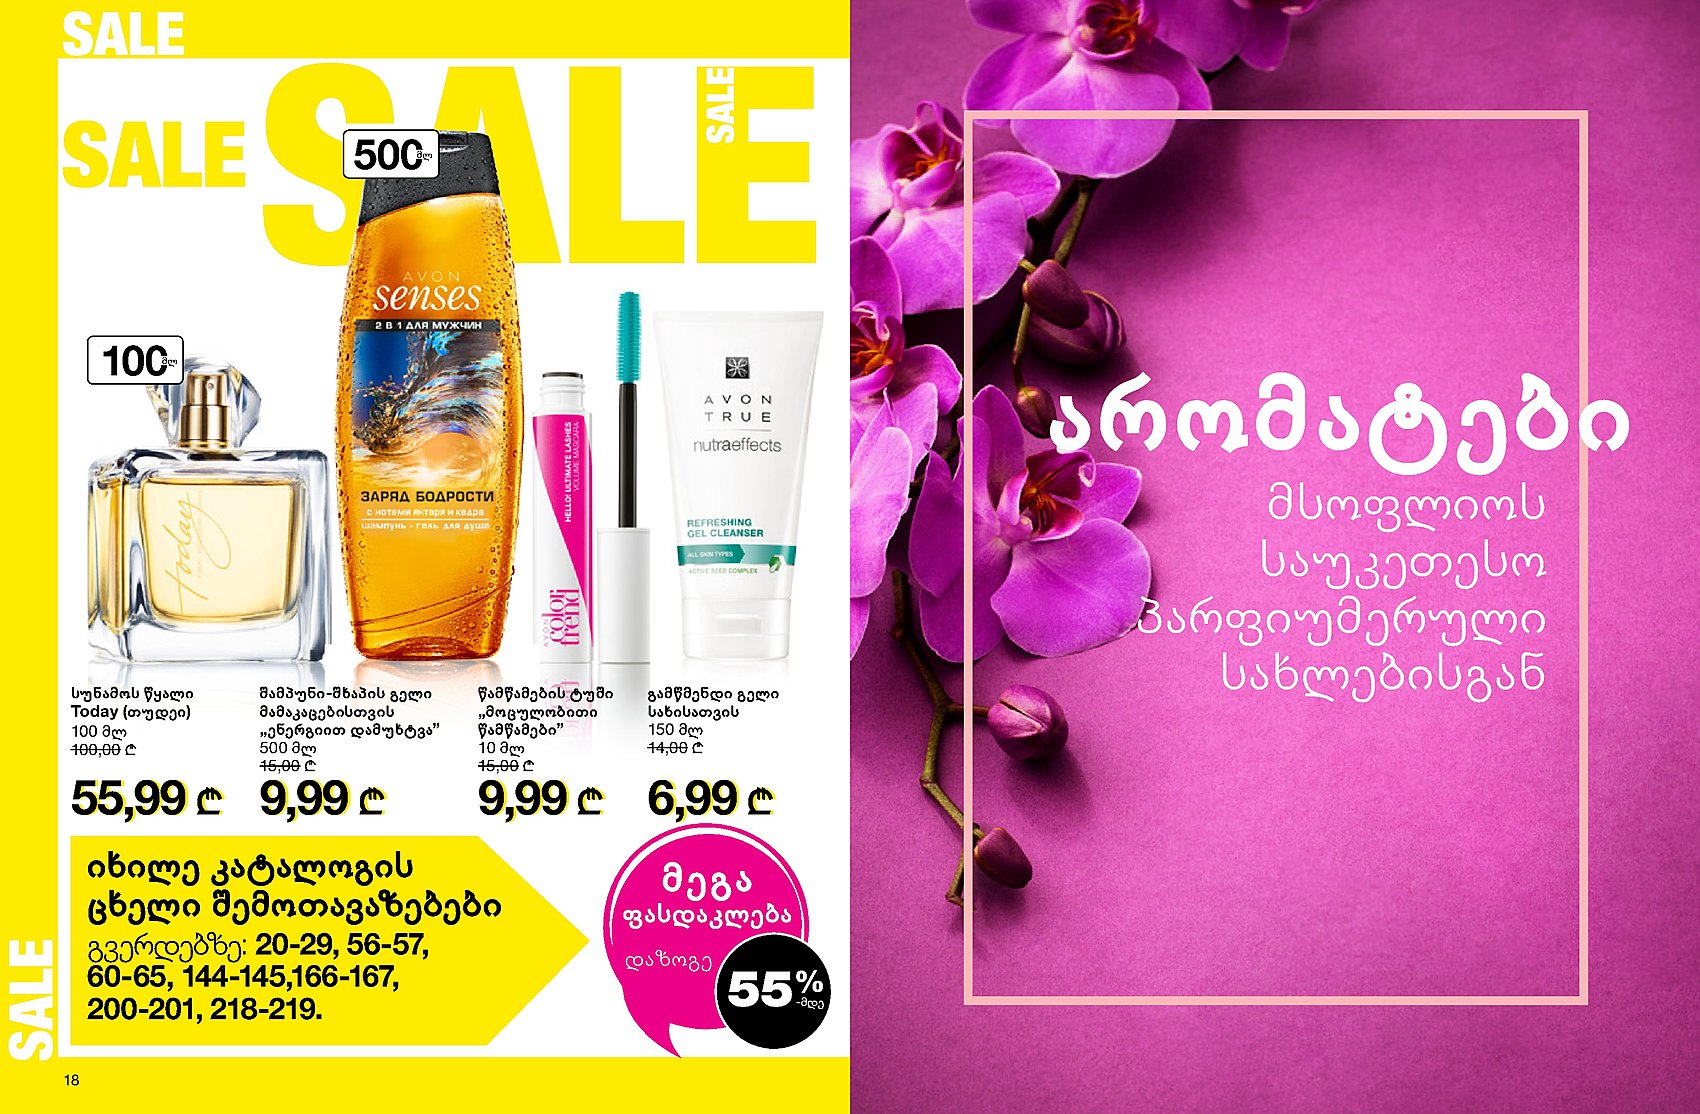 SALE
SALE
SALE
SALE
500 მლ
100 მლ
AVON
senses
2 В 1 ДЛЯ МУЖЧИН
ЗАРЯД БОДРОСТИ
с нотами янтаря и кедра
шампунь - гель для душа
today
HELLO! ULTIMATE LASHES
VOLUME MASCARA
AVON
color trend
AVON
TRUE
nutraeffects
REFRESHING
GEL CLEANSER
ALL SKIN TYPES
ACTIVE SEED COMPLEX
სუნამოს წყალი
Today (თუდეი)
100 მლ
100,00 ₾
55,99 ₾
შამპუნი-შხაპის გელი
მამაკაცებისთვის
„ენერგიით დამუხტვა”
500 მლ
15,00 ₾
9,99 ₾
წამწამების ტუში
„მოცულობითი
წამწამები”
10 მლ
15,00 ₾
9,99 ₾
გამწმენდი გელი
სახისათვის
150 მლ
14,00 ₾
6,99 ₾
იხილე კატალოგის
ცხელი შემოთავაზებები
გვერდებზე: 20-29, 56-57,
60-65, 144-145,166-167,
200-201, 218-219.
მეგა
ფასდაკლება
დაზოგე
55%
-მდე
SALE
18
არომატები
მსოფლიოს
საუკეთესო
პარფიუმერული
სახლებისგან